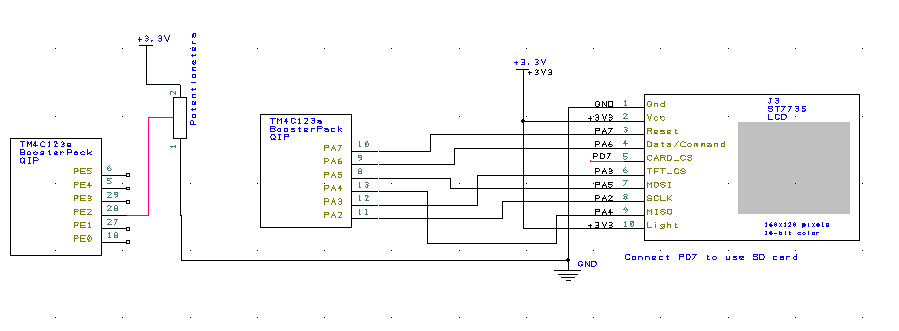 +3.3V
Potentiometera
2
1
TM4C123a
BoosterPack
QIP
PE5 6
PE4 5
PE3 29
PE2 28
PE1 27
PE0 18
TM4C123a
BoosterPack
QIP
PA7 10
PA6 9
PA5 8
PA4 13
PA3 12
PA2 11
+3.3V
+3V3
J3
ST7735
LCD
GND 1 Gnd
+3V3 2 Vcc
PA7 3 Reset
PA6 4 Data/Command
PD7 5 CARD_CS
PA3 6 TFT_CS
PA5 7 MOSI
PA2 8 SCLK
PA4 9 MISO
+3V3 10 Light
160x128 pixels
16-bit color
GND
Connect PD7 to use SD card